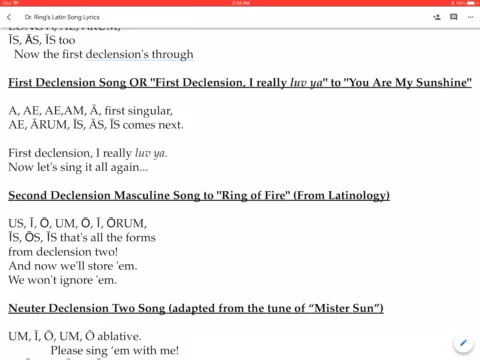 2:36 PM
Dr. Ring's Latin Song Lyrics
ĪS, ĀS, ĪS too
Now the first declension's through
First Declension Song OR "First Declension, I really luv ya" to "You Are My Sunshine"
A, AE, AE,AM, Ā, first singular,
AE, ĀRUM, ĪS, ĀS, ĪS comes next.
First declension, I really luv ya.
Now let's sing it all again...
Second Declension Masculine Song to "Ring of Fire" (From Latinology)
US, Ī, Ō, UM, Ō, Ī, ŌRUM,
ĪS, ŌS, ĪS that's all the forms
from declension two!
And now we'll store 'em.
We won't ignore 'em.
Neuter Declension Two Song (adapted from the tune of “Mister Sun”)
UM, Ī, Ō, UM, Ō ablative.
Please sing ‘em with me!